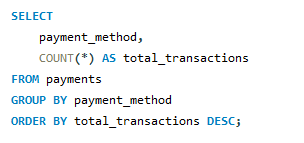 SELECT
    payment_method,
    COUNT(*) AS total_transactions
FROM payments
GROUP BY payment_method
ORDER BY total_transactions DESC;